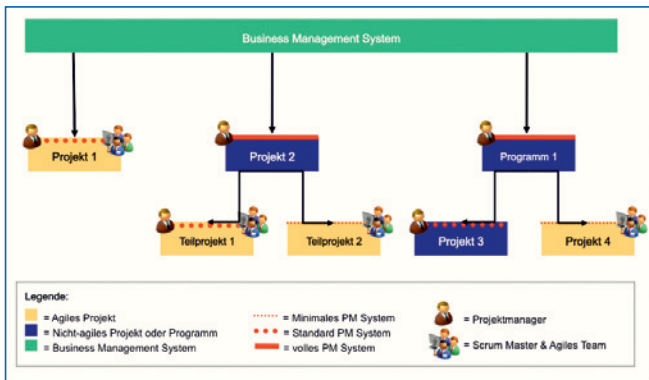 Business Management System
Projekt 1
Projekt 2
Programm 1
Teilprojekt 1
Teilprojekt 2
Projekt 3
Projekt 4
Legende:
= Agiles Projekt
= Nicht-agiles Projekt oder Programm
= Business Management System
= Minimales PM System
= Standard PM System
= volles PM System
= Projektmanager
= Scrum Master & Agiles Team